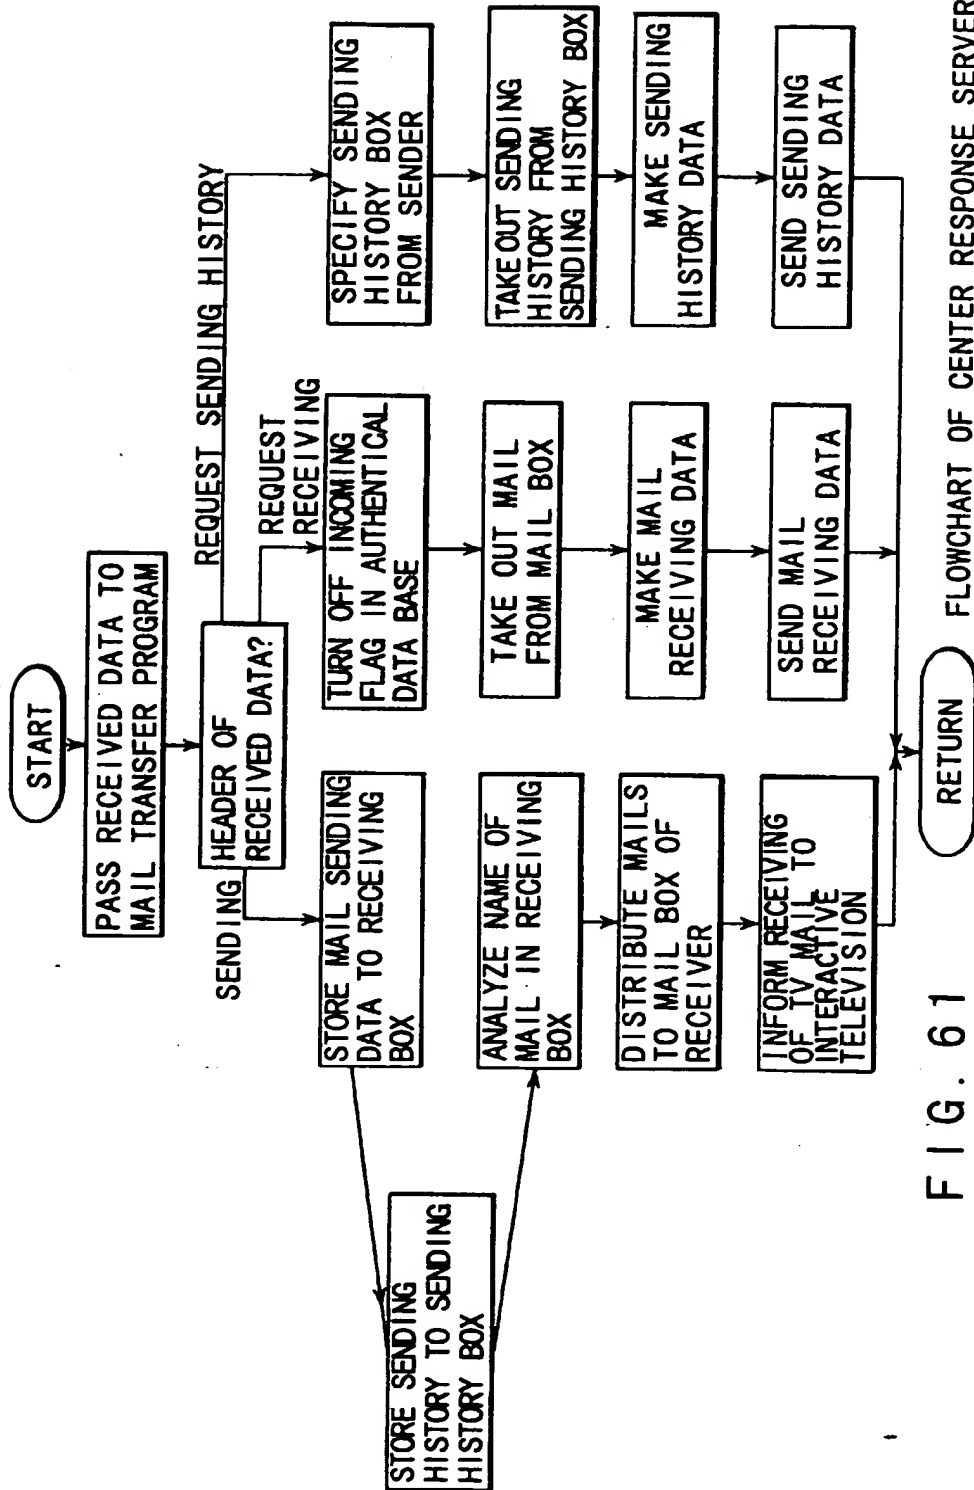 START
PASS RECEIVED DATA TO
MAIL TRANSFER PROGRAM
HEADER OF
RECEIVED DATA?
SENDING
REQUEST
RECEIVING
REQUEST SENDING HISTORY
STORE MAIL SENDING
DATA TO RECEIVING
BOX
STORE SENDING
HISTORY TO SENDING
HISTORY BOX
ANALYZE NAME OF
MAIL IN RECEIVING
BOX
DISTRIBUTE MAILS
TO MAIL BOX OF
RECEIVER
INFORM RECEIVING
OF TV MAIL TO
INTERACTIVE
TELEVISION
TURN OFF INCOMING
FLAG IN AUTHENTICAL
DATA BASE
TAKE OUT MAIL
FROM MAIL BOX
MAKE MAIL
RECEIVING DATA
SEND MAIL
RECEIVING DATA
SPECIFY SENDING
HISTORY BOX
FROM SENDER
TAKE OUT SENDING
HISTORY FROM
SENDING HISTORY BOX
MAKE SENDING
HISTORY DATA
SEND SENDING
HISTORY DATA
RETURN
FIG. 61
FLOWCHART OF CENTER RESPONSE SERVER